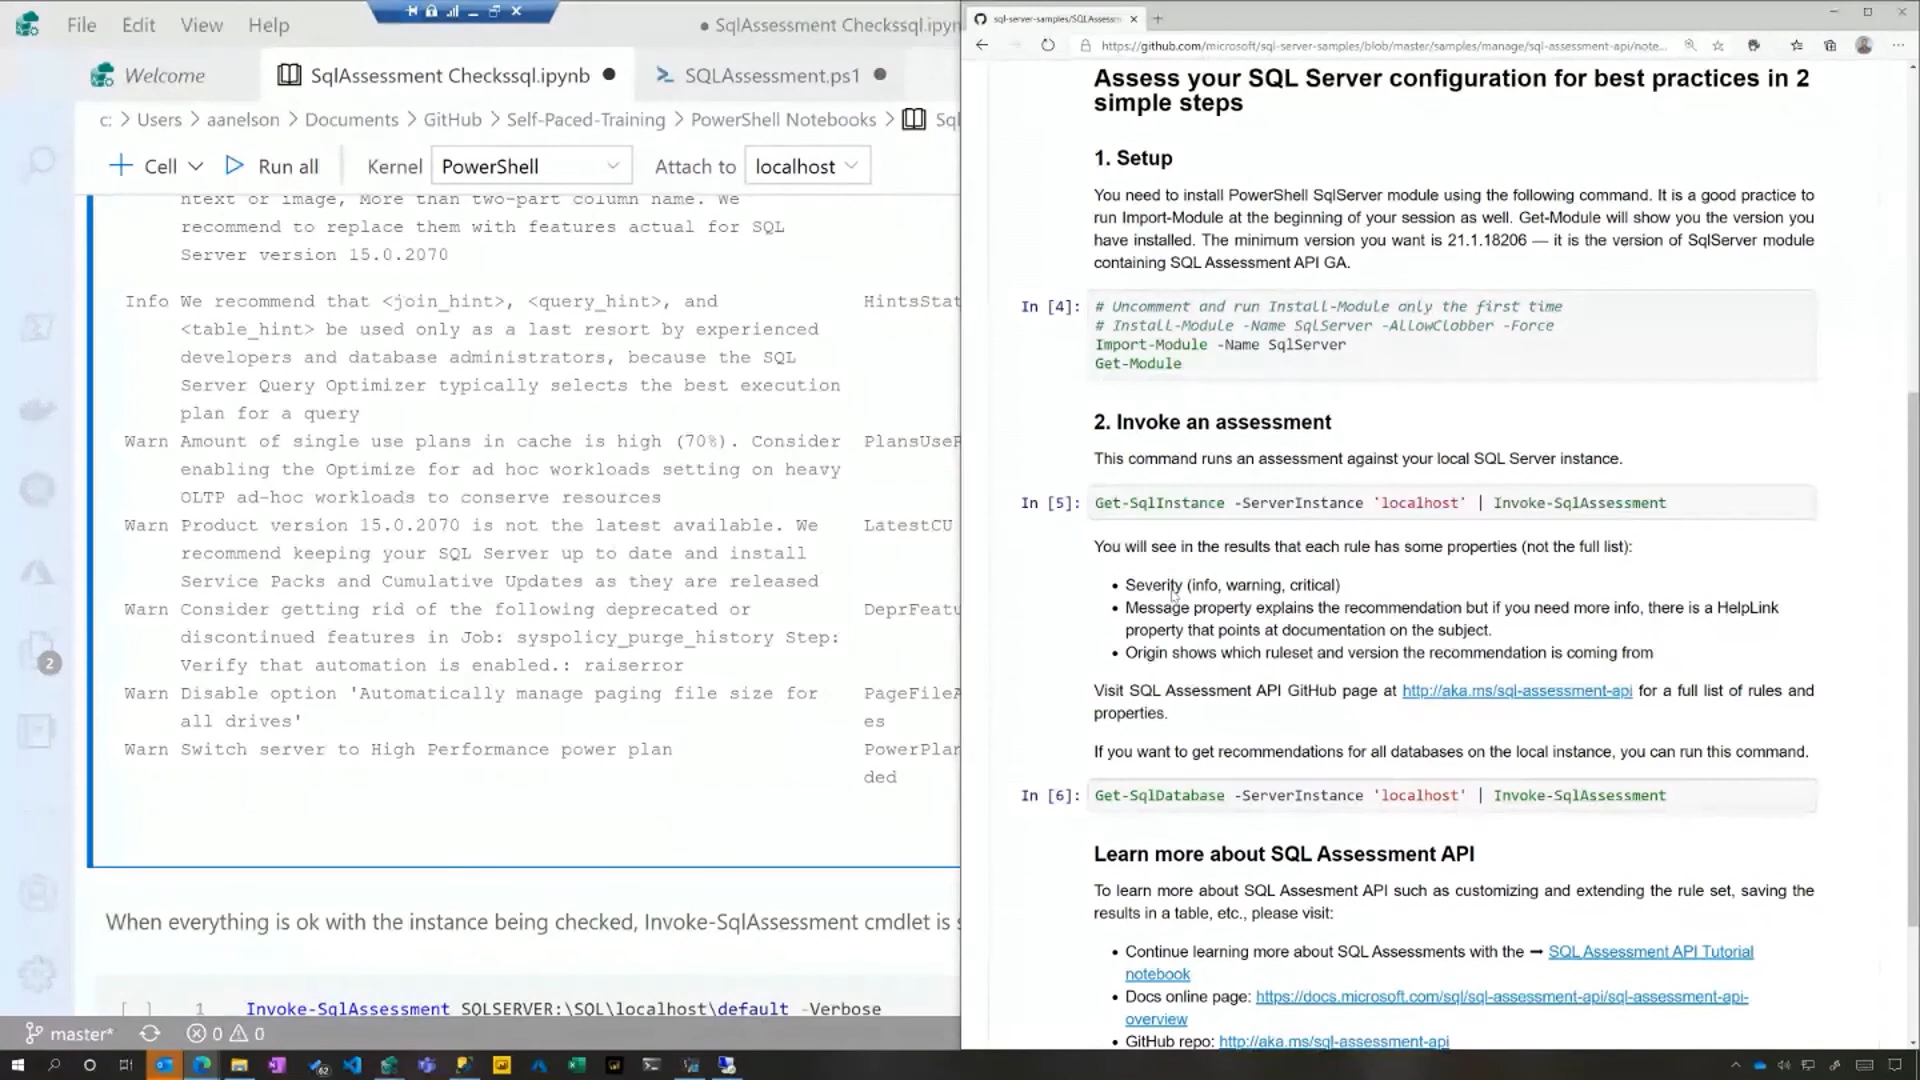 File Edit View Help
● SqlAssessment Checkssql.ipyn
Welcome
SqlAssessment Checkssql.ipynb ●
SQLAssessment.ps1 ●
c: > Users > aanelson > Documents > GitHub > Self-Paced-Training > PowerShell Notebooks > Sq
+ Cell Run all Kernel PowerShell Attach to localhost
ntext or image, More than two-part column name. We
recommend to replace them with features actual for SQL
Server version 15.0.2070
Info We recommend that <join_hint>, <query_hint>, and HintsStat
<table_hint> be used only as a last resort by experienced
developers and database administrators, because the SQL
Server Query Optimizer typically selects the best execution
plan for a query
Warn Amount of single use plans in cache is high (70%). Consider PlansUseR
enabling the Optimize for ad hoc workloads setting on heavy
OLTP ad-hoc workloads to conserve resources
Warn Product version 15.0.2070 is not the latest available. We LatestCU
recommend keeping your SQL Server up to date and install
Service Packs and Cumulative Updates as they are released
Warn Consider getting rid of the following deprecated or DeprFeatu
discontinued features in Job: syspolicy_purge_history Step:
Verify that automation is enabled.: raiserror
Warn Disable option 'Automatically manage paging file size for PageFileA
all drives' es
Warn Switch server to High Performance power plan PowerPlan
ded
2
When everything is ok with the instance being checked, Invoke-SqlAssessment cmdlet is s
[ ] 1 Invoke-SqlAssessment SQLSERVER:\SQL\localhost\default -Verbose
master* 0 0
sql-server-samples/SQLAssessm
https://github.com/microsoft/sql-server-samples/blob/master/samples/manage/sql-assessment-api/note...
Assess your SQL Server configuration for best practices in 2
simple steps
1. Setup
You need to install PowerShell SqlServer module using the following command. It is a good practice to
run Import-Module at the beginning of your session as well. Get-Module will show you the version you
have installed. The minimum version you want is 21.1.18206 — it is the version of SqlServer module
containing SQL Assessment API GA.
In [4]: # Uncomment and run Install-Module only the first time
# Install-Module -Name SqlServer -AllowClobber -Force
Import-Module -Name SqlServer
Get-Module
2. Invoke an assessment
This command runs an assessment against your local SQL Server instance.
In [5]: Get-SqlInstance -ServerInstance 'localhost' | Invoke-SqlAssessment
You will see in the results that each rule has some properties (not the full list):
• Severity (info, warning, critical)
• Message property explains the recommendation but if you need more info, there is a HelpLink
property that points at documentation on the subject.
• Origin shows which ruleset and version the recommendation is coming from
Visit SQL Assessment API GitHub page at http://aka.ms/sql-assessment-api for a full list of rules and
properties.
If you want to get recommendations for all databases on the local instance, you can run this command.
In [6]: Get-SqlDatabase -ServerInstance 'localhost' | Invoke-SqlAssessment
Learn more about SQL Assessment API
To learn more about SQL Assesment API such as customizing and extending the rule set, saving the
results in a table, etc., please visit:
• Continue learning more about SQL Assessments with the ➞ SQL Assessment API Tutorial
notebook
• Docs online page: https://docs.microsoft.com/sql/sql-assessment-api/sql-assessment-api-
overview
• GitHub repo: http://aka.ms/sql-assessment-api
62